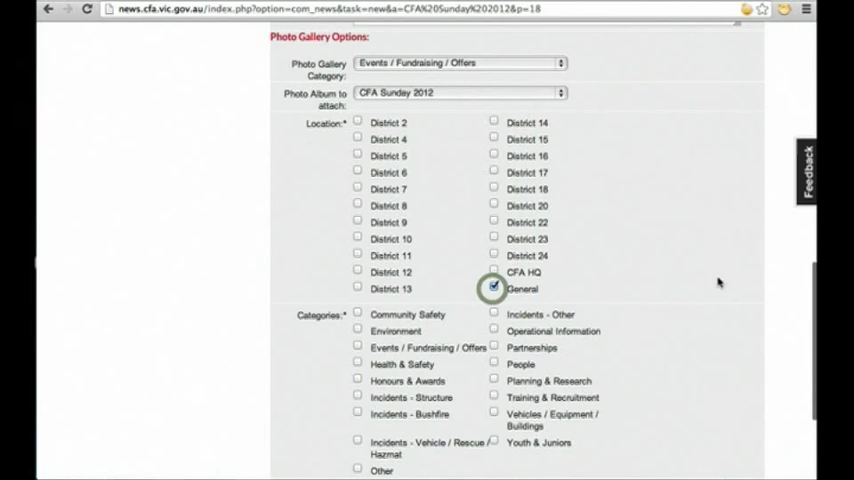 news.cfa.vic.gov.au/index.php?option=com_news&task=new&a=CFA%20Sunday%202012&p=18
Photo Gallery Options:
Photo Gallery Category: Events / Fundraising / Offers
Photo Album to attach: CFA Sunday 2012
Location:* District 2 District 14
District 4 District 15
District 5 District 16
District 6 District 17
District 7 District 18
District 8 District 20
District 9 District 22
District 10 District 23
District 11 District 24
District 12 CFA HQ
District 13 General
Categories:* Community Safety Incidents - Other
Environment Operational Information
Events / Fundraising / Offers Partnerships
Health & Safety People
Honours & Awards Planning & Research
Incidents - Structure Training & Recruitment
Incidents - Bushfire Vehicles / Equipment / Buildings
Incidents - Vehicle / Rescue / Hazmat Youth & Juniors
Other
Feedback